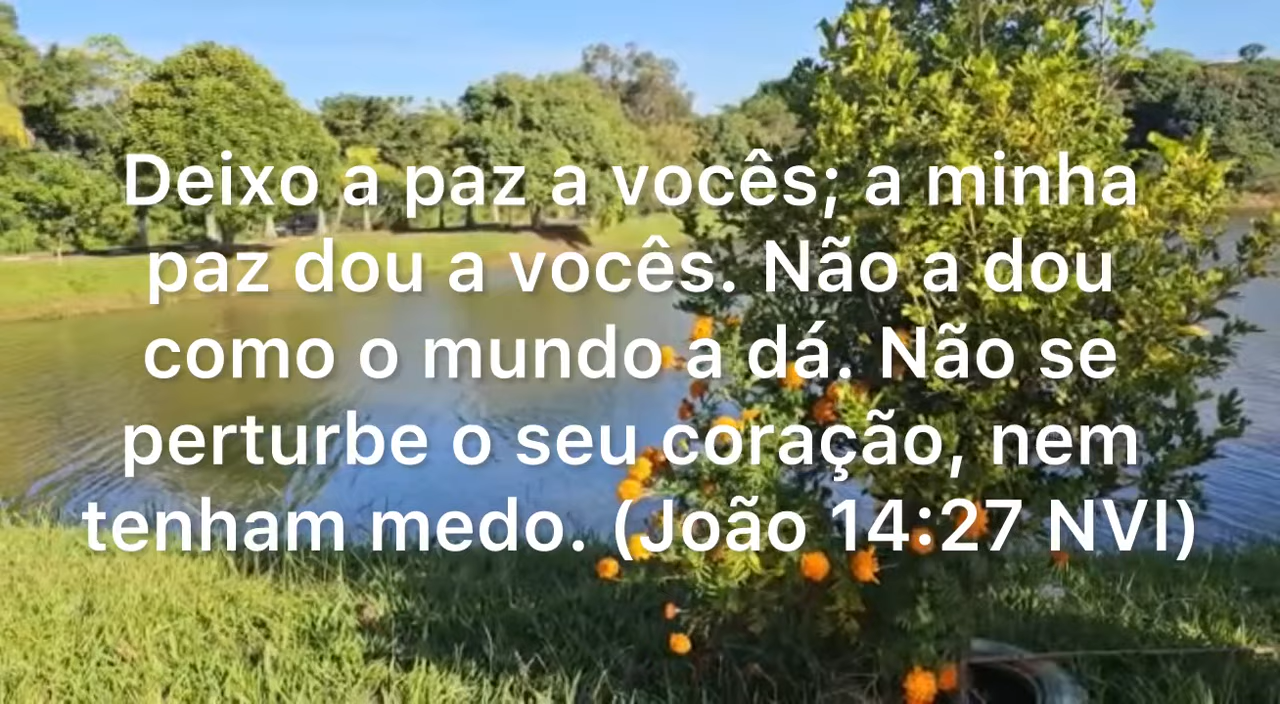 Deixo a paz a vocês; a minha
paz dou a vocês. Não a dou
como o mundo a dá. Não se
perturbe o seu coração, nem
tenham medo. (João 14:27 NVI)